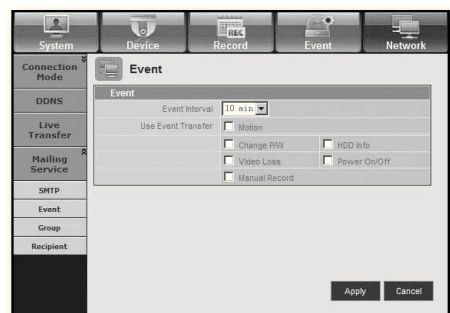 System Device Record Event Network
REC
Connection
Mode
DDNS
Live
Transfer
Mailing
Service
SMTP
Event
Group
Recipient
Event
Event
Event Interval 10 min
Use Event Transfer Motion
Change P/W HDD Info
Video Loss Power On/Off
Manual Record
Apply Cancel